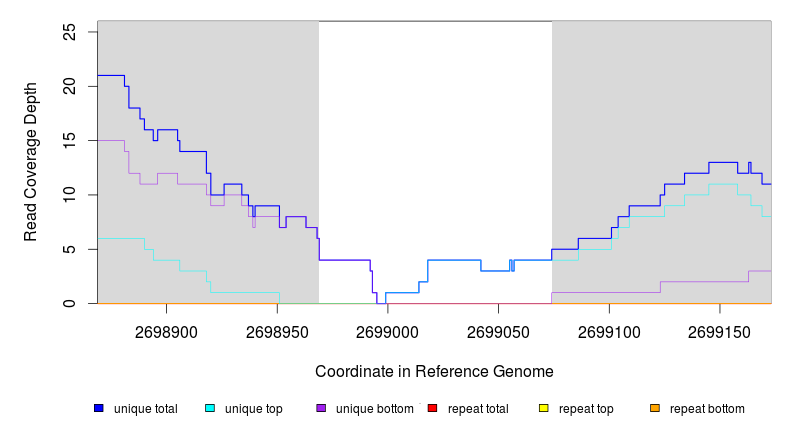 25
20
15
10
5
0
Read Coverage Depth
2698900 2698950 2699000 2699050 2699100 2699150
Coordinate in Reference Genome
unique total unique top unique bottom repeat total repeat top repeat bottom